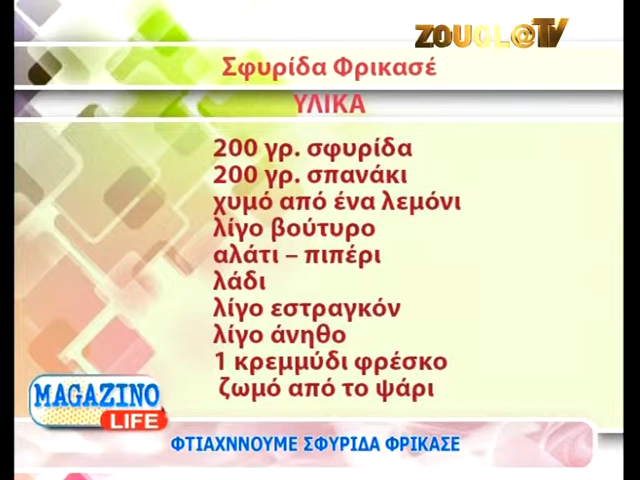 ZOUGL@TV
Σφυρίδα Φρικασέ
ΥΛΙΚΑ
200 γρ. σφυρίδα
200 γρ. σπανάκι
χυμό από ένα λεμόνι
λίγο βούτυρο
αλάτι – πιπέρι
λάδι
λίγο εστραγκόν
λίγο άνηθο
1 κρεμμύδι φρέσκο
ζωμό από το ψάρι
MAGAZINO
LIFE
ΦΤΙΑΧΝΝΟΥΜΕ ΣΦΥΡΙΔΑ ΦΡΙΚΑΣΕ